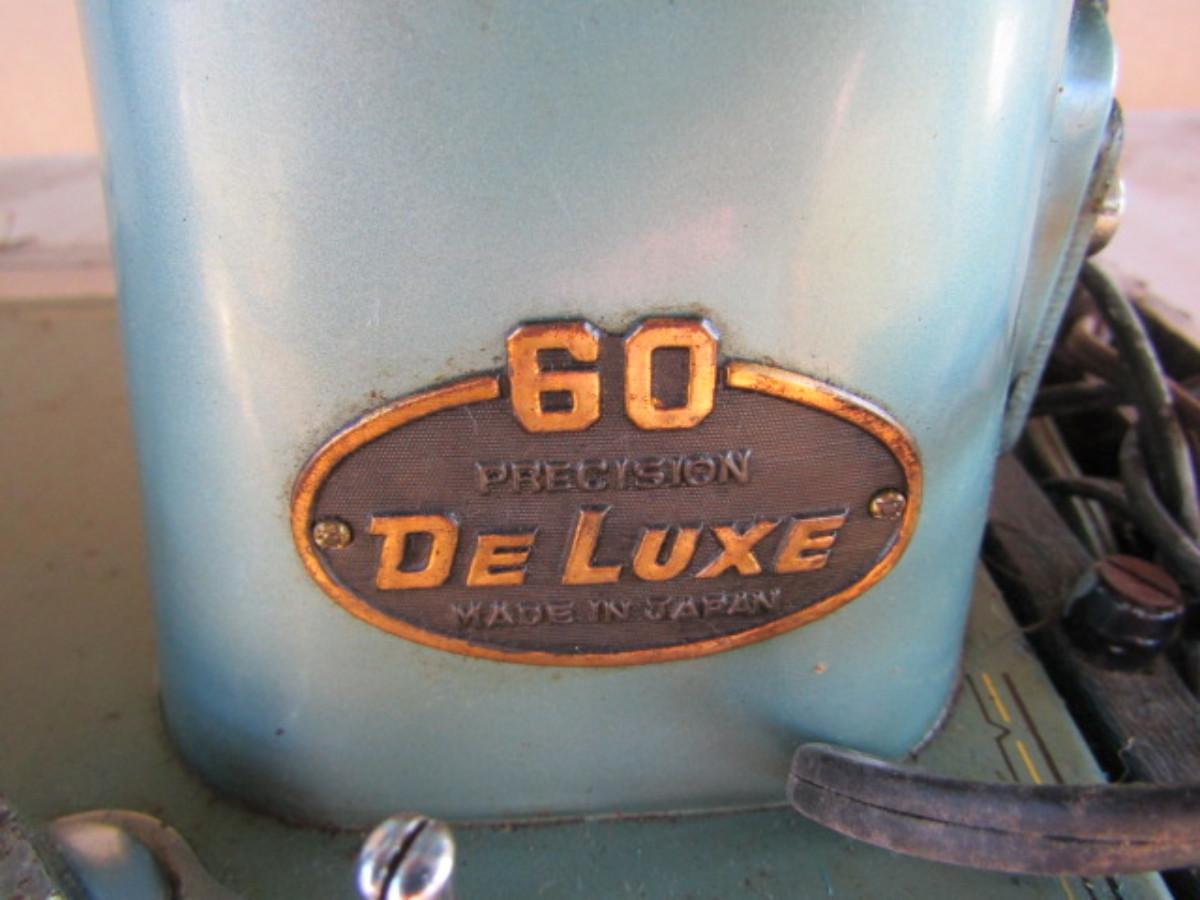 60
PRECISION
DE LUXE
MADE IN JAPAN